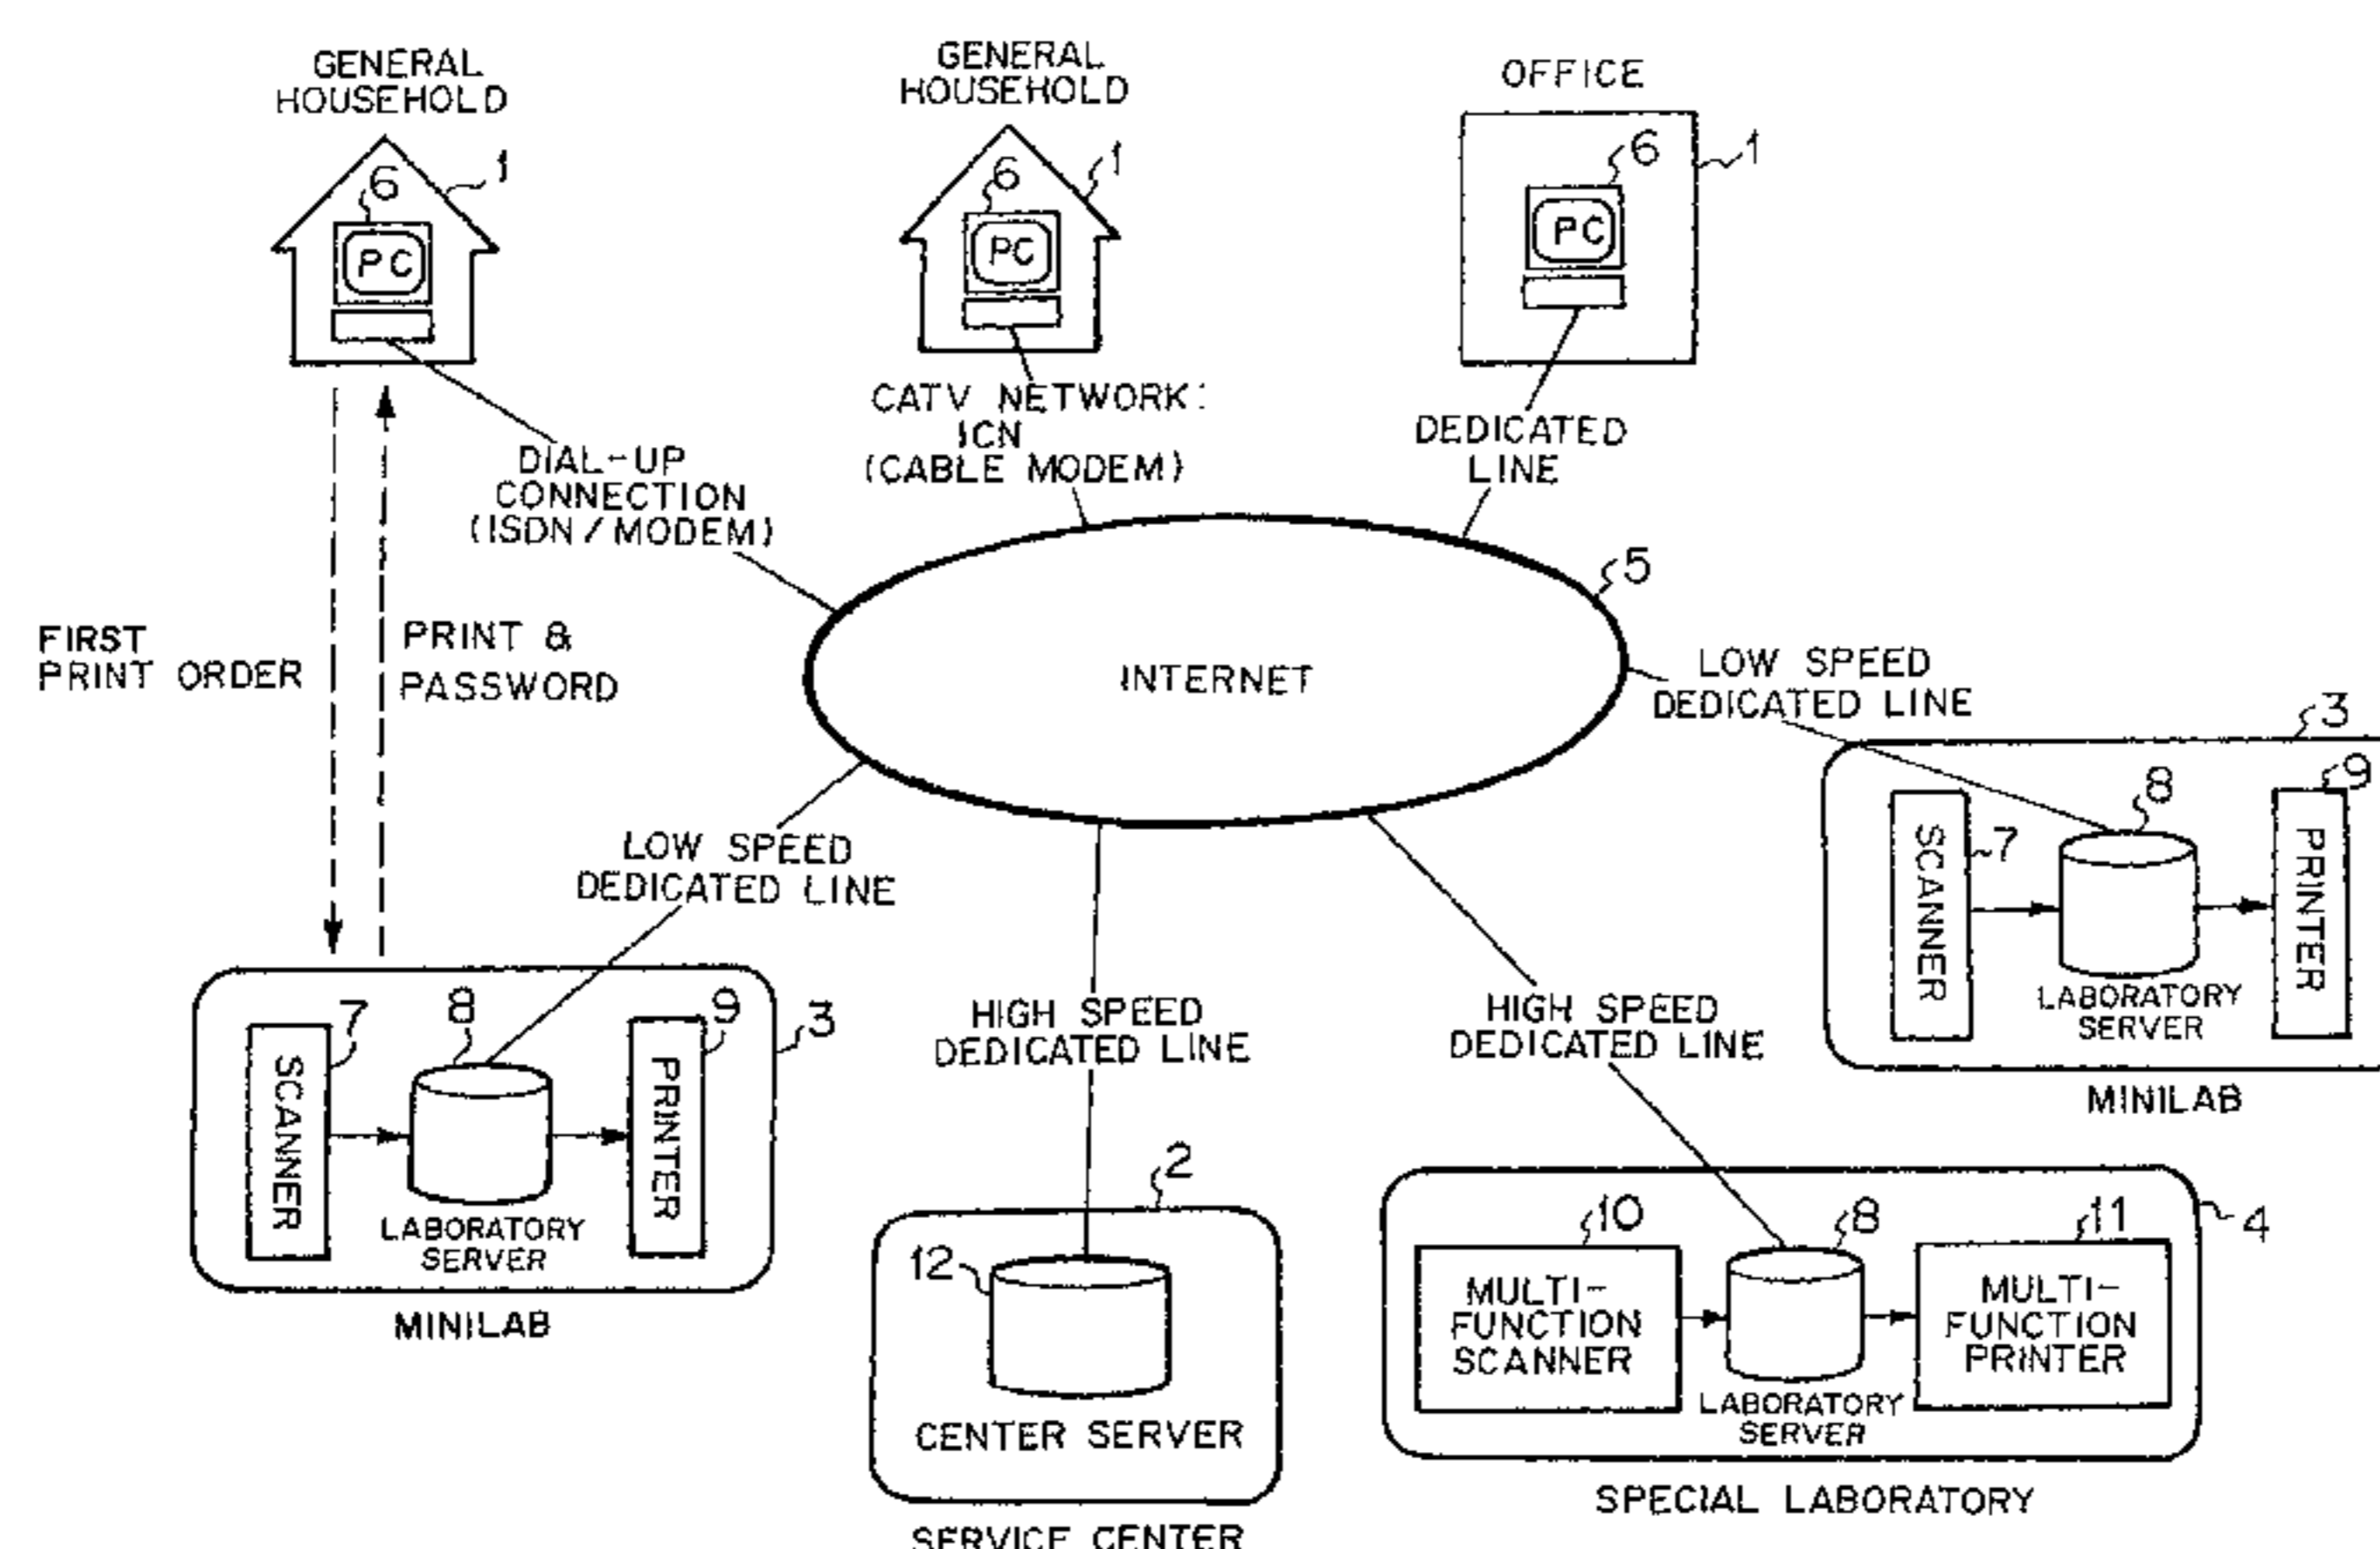 GENERAL
HOUSEHOLD
1
6
PC
GENERAL
HOUSEHOLD
1
6
PC
OFFICE
6
1
PC
CATV NETWORK:
ICN
(CABLE MODEM)
DEDICATED
LINE
DIAL-UP
CONNECTION
(ISDN/MODEM)
5
INTERNET
FIRST
PRINT ORDER
PRINT &
PASSWORD
LOW SPEED
DEDICATED LINE
3
SCANNER
7
8
9
PRINTER
LABORATORY
SERVER
MINILAB
LOW SPEED
DEDICATED LINE
SCANNER
7
8
9
PRINTER
3
LABORATORY
SERVER
MINILAB
HIGH SPEED
DEDICATED LINE
2
12
CENTER SERVER
SERVICE CENTER
HIGH SPEED
DEDICATED LINE
10
8
11
4
MULTI-
FUNCTION
SCANNER
LABORATORY
SERVER
MULTI-
FUNCTION
PRINTER
SPECIAL LABORATORY